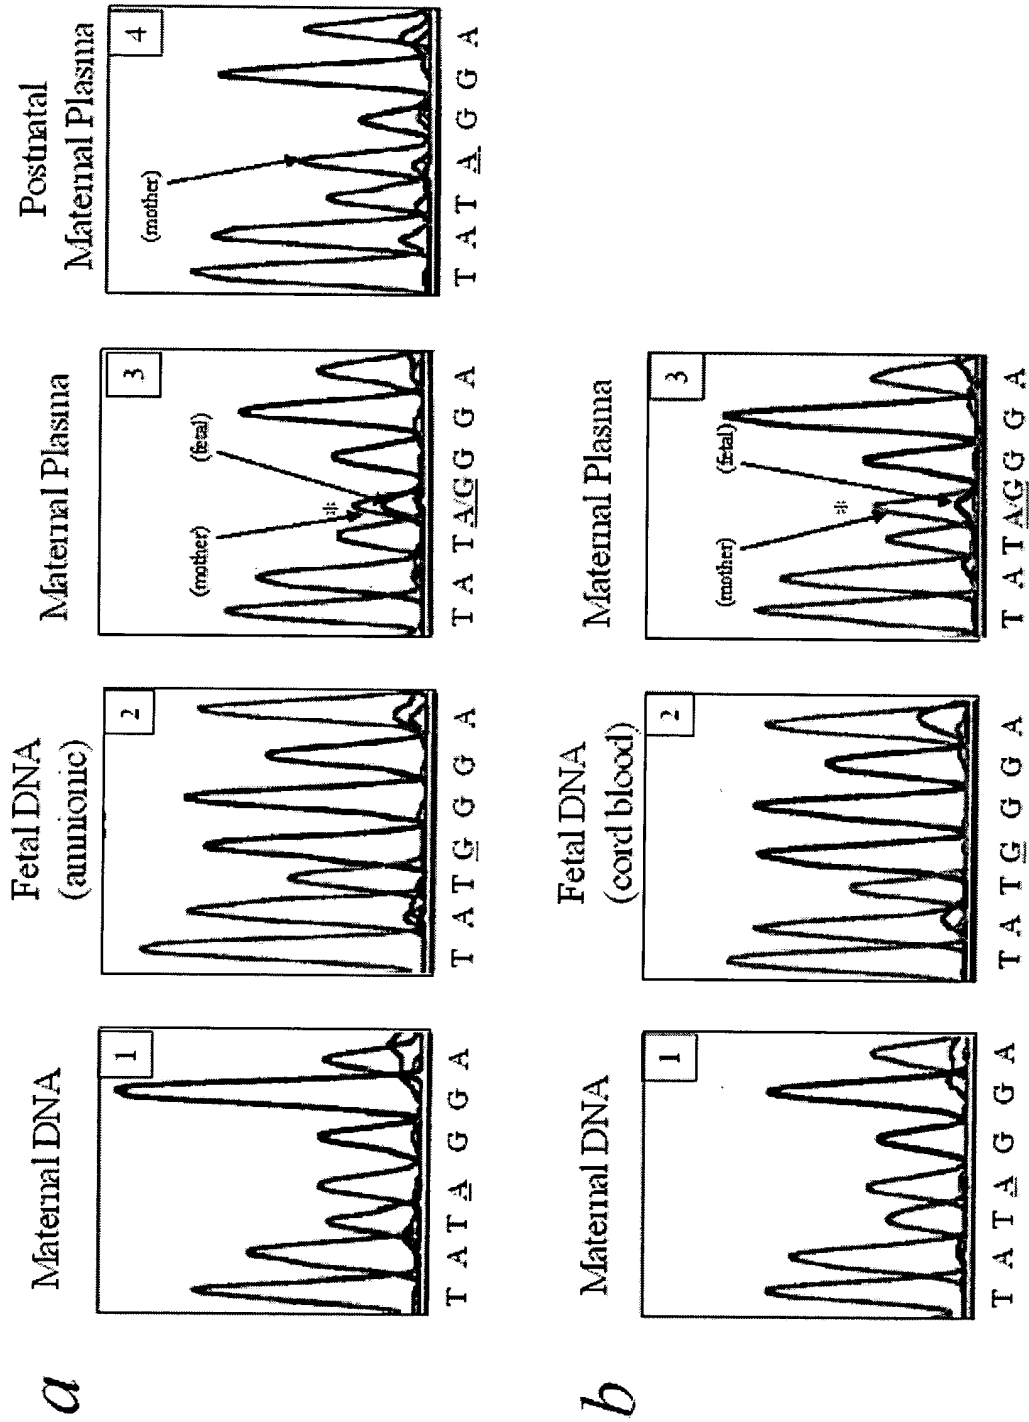 a
Maternal DNA
1
T A T A G G A
Fetal DNA
(amnionic)
2
T A T G G G A
Maternal Plasma
3
(mother)
(fetal)
*
T A T A/G G G A
Postnatal
Maternal Plasma
4
(mother)
T A T A G G A
b
Maternal DNA
1
T A T A G G A
Fetal DNA
(cord blood)
2
T A T G G G A
Maternal Plasma
3
(mother)
(fetal)
*
T A T A/G G G A